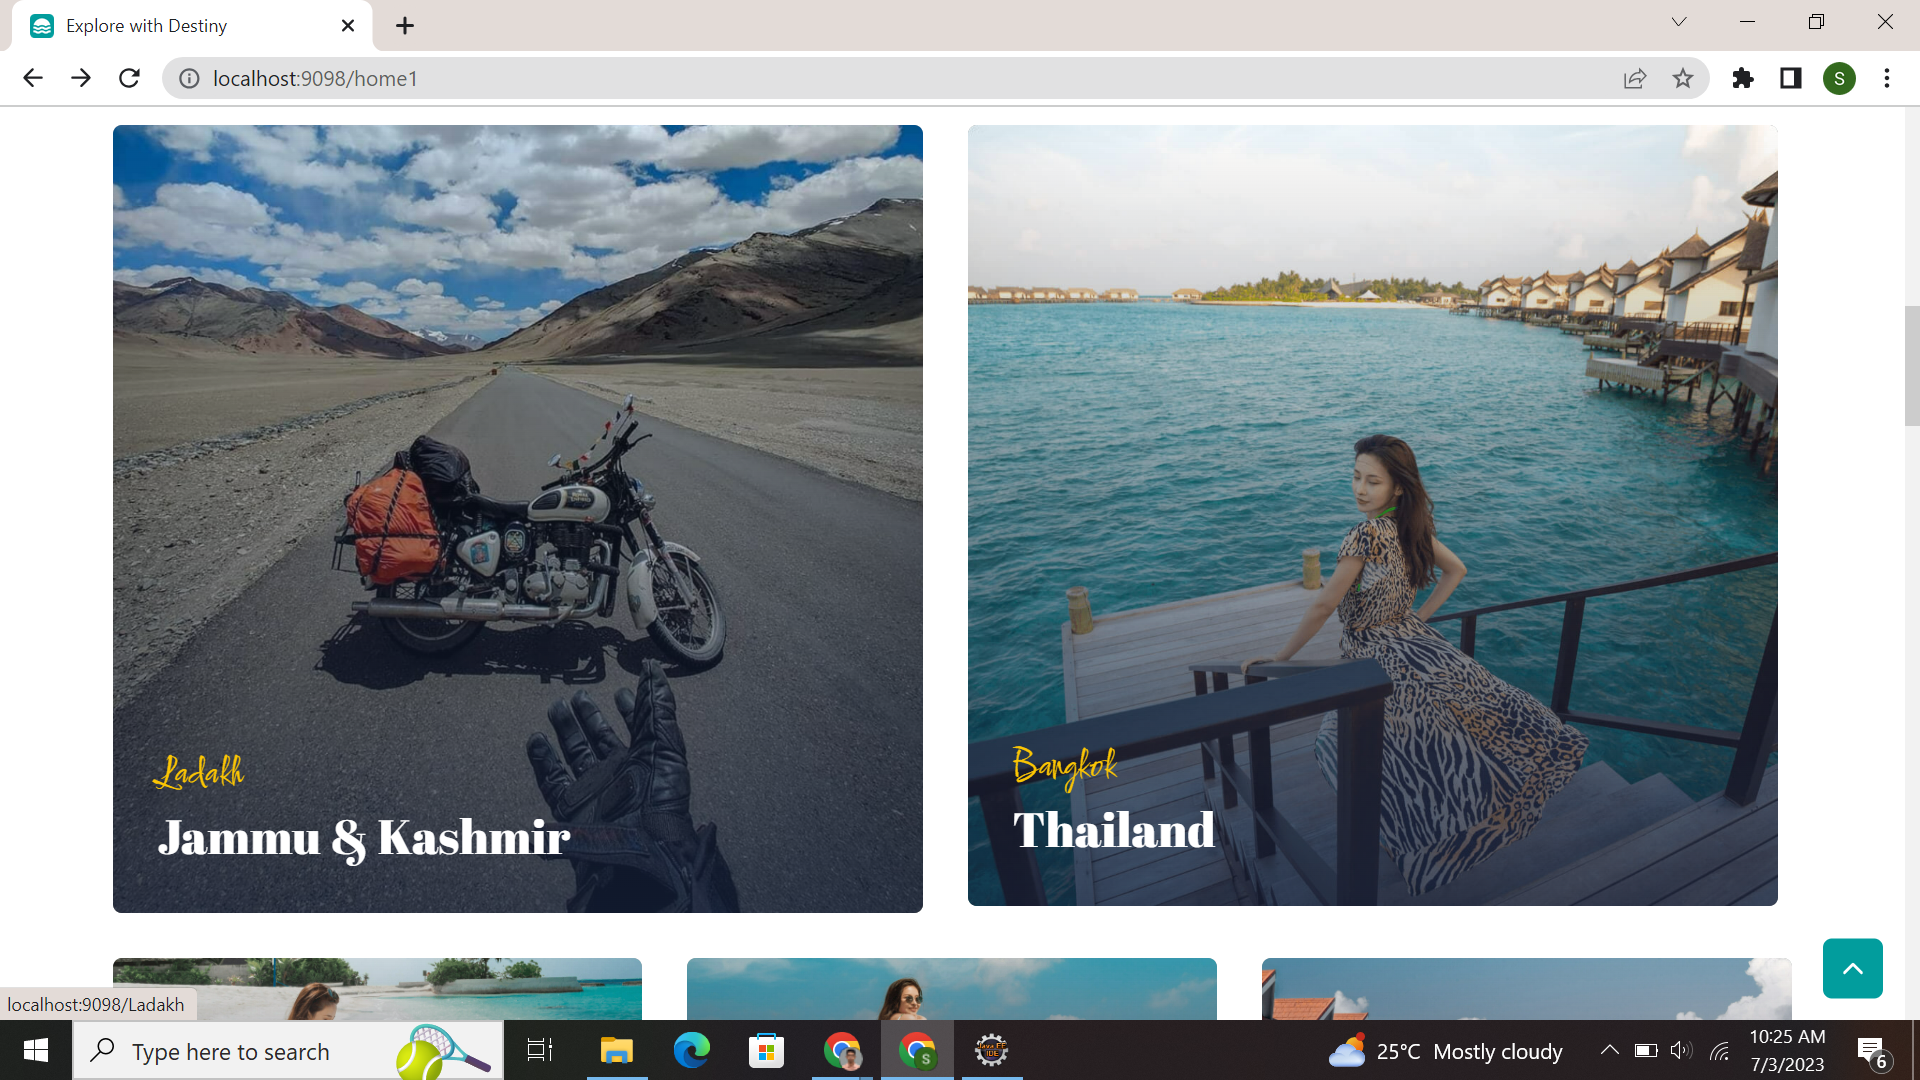 Explore with Destiny
localhost:9098/home1
S
Ladakh
Jammu & Kashmir
Bangkok
Thailand
localhost:9098/Ladakh
Type here to search
S
25°C Mostly cloudy
10:25 AM
7/3/2023
6